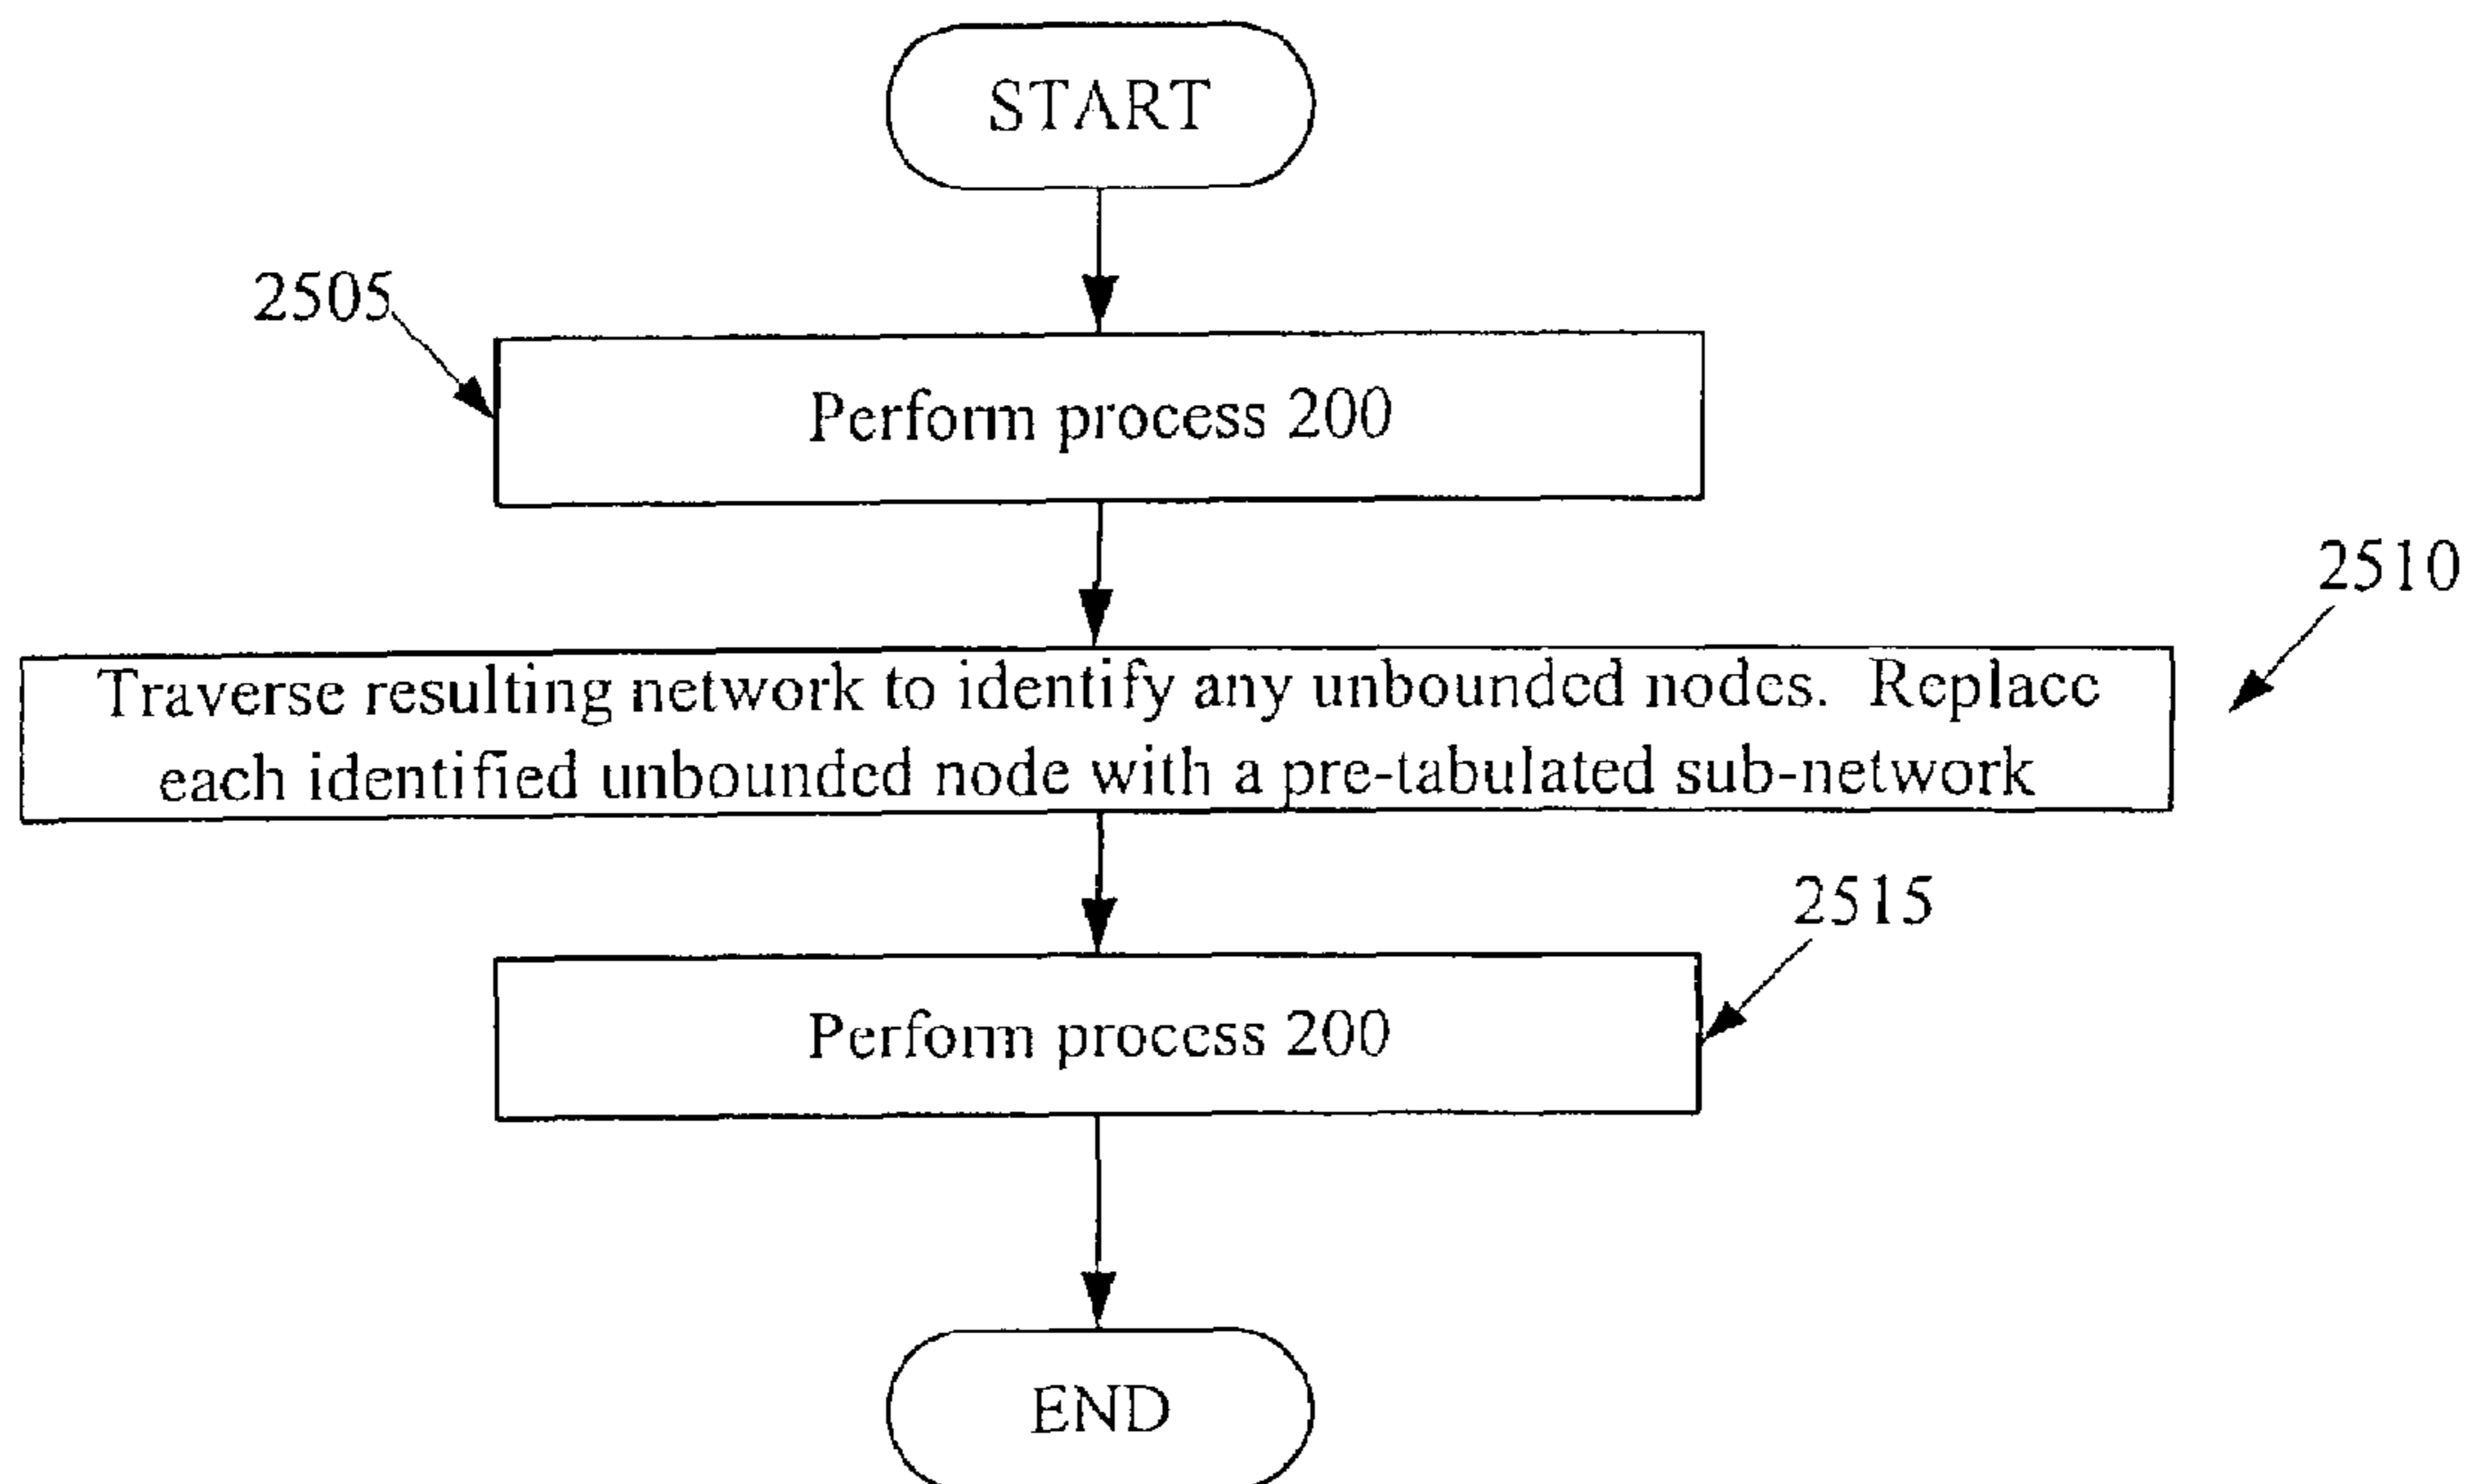 START
2505
Perform process 200
2510
Traverse resulting network to identify any unbounded nodes. Replace
each identified unbounded node with a pre-tabulated sub-network
2515
Perform process 200
END